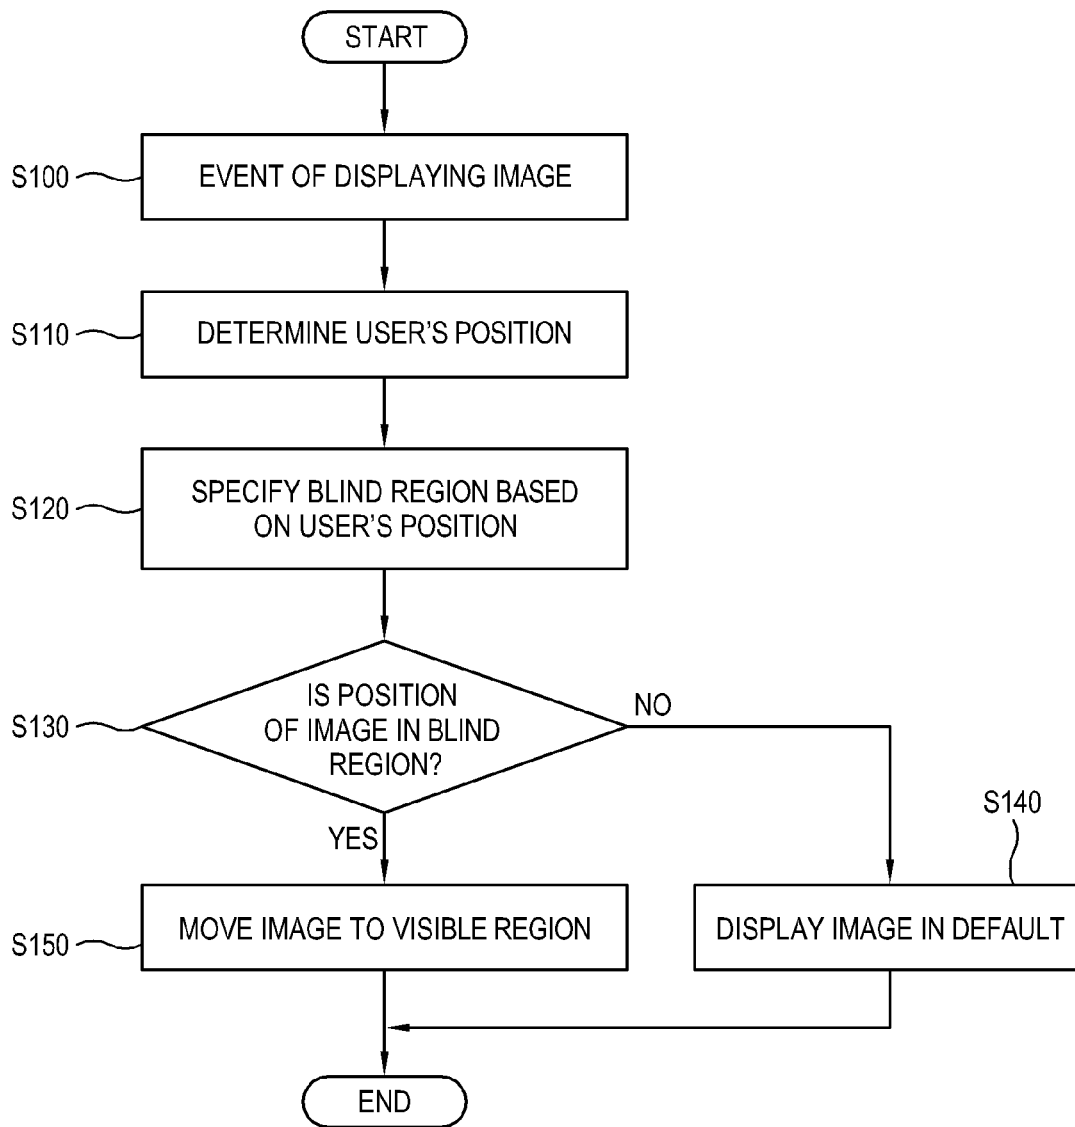 START
S100
EVENT OF DISPLAYING IMAGE
S110
DETERMINE USER'S POSITION
S120
SPECIFY BLIND REGION BASED
ON USER'S POSITION
S130
IS POSITION
OF IMAGE IN BLIND
REGION?
NO
YES
S140
S150
MOVE IMAGE TO VISIBLE REGION
DISPLAY IMAGE IN DEFAULT
END